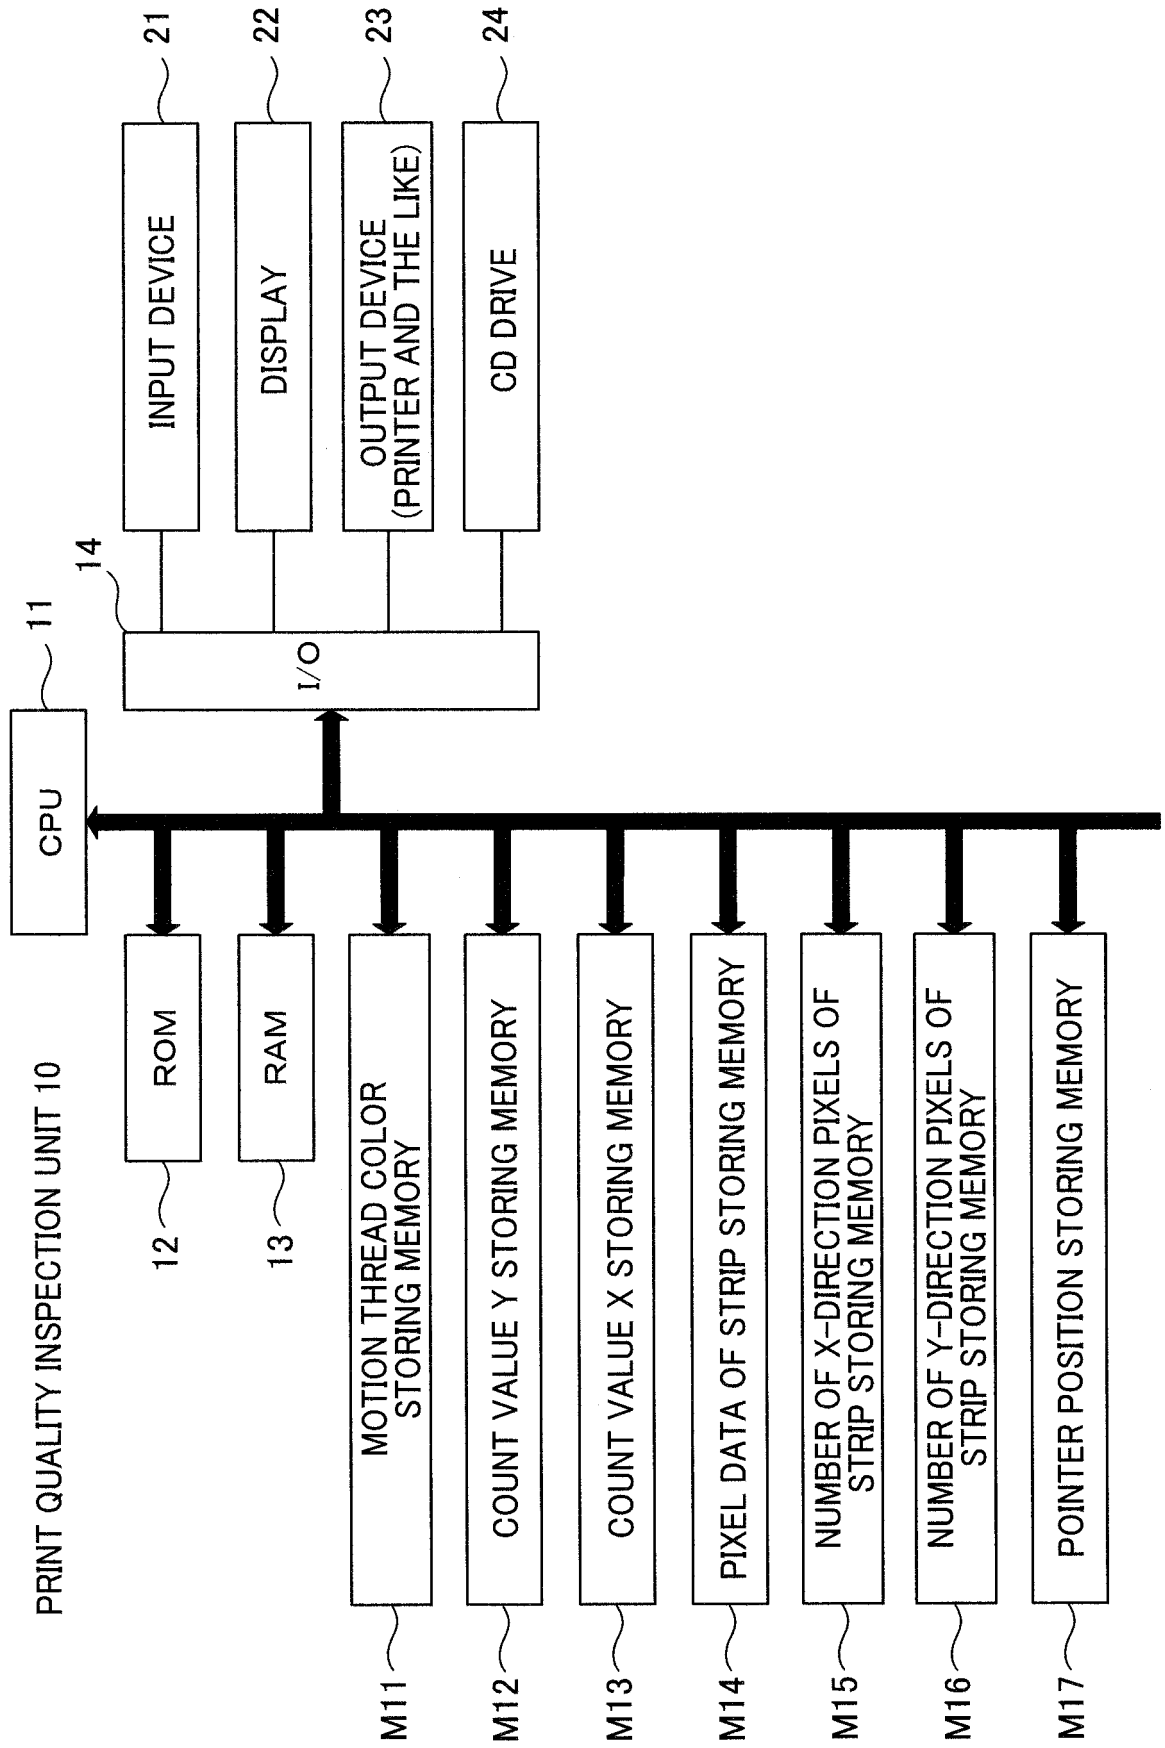 PRINT QUALITY INSPECTION UNIT 10
CPU
11
12
ROM
13
RAM
I/O
14
INPUT DEVICE
21
DISPLAY
22
OUTPUT DEVICE
(PRINTER AND THE LIKE)
23
CD DRIVE
24
M11
MOTION THREAD COLOR
STORING MEMORY
M12
COUNT VALUE Y STORING MEMORY
M13
COUNT VALUE X STORING MEMORY
M14
PIXEL DATA OF STRIP STORING MEMORY
M15
NUMBER OF X-DIRECTION PIXELS OF
STRIP STORING MEMORY
M16
NUMBER OF Y-DIRECTION PIXELS OF
STRIP STORING MEMORY
M17
POINTER POSITION STORING MEMORY